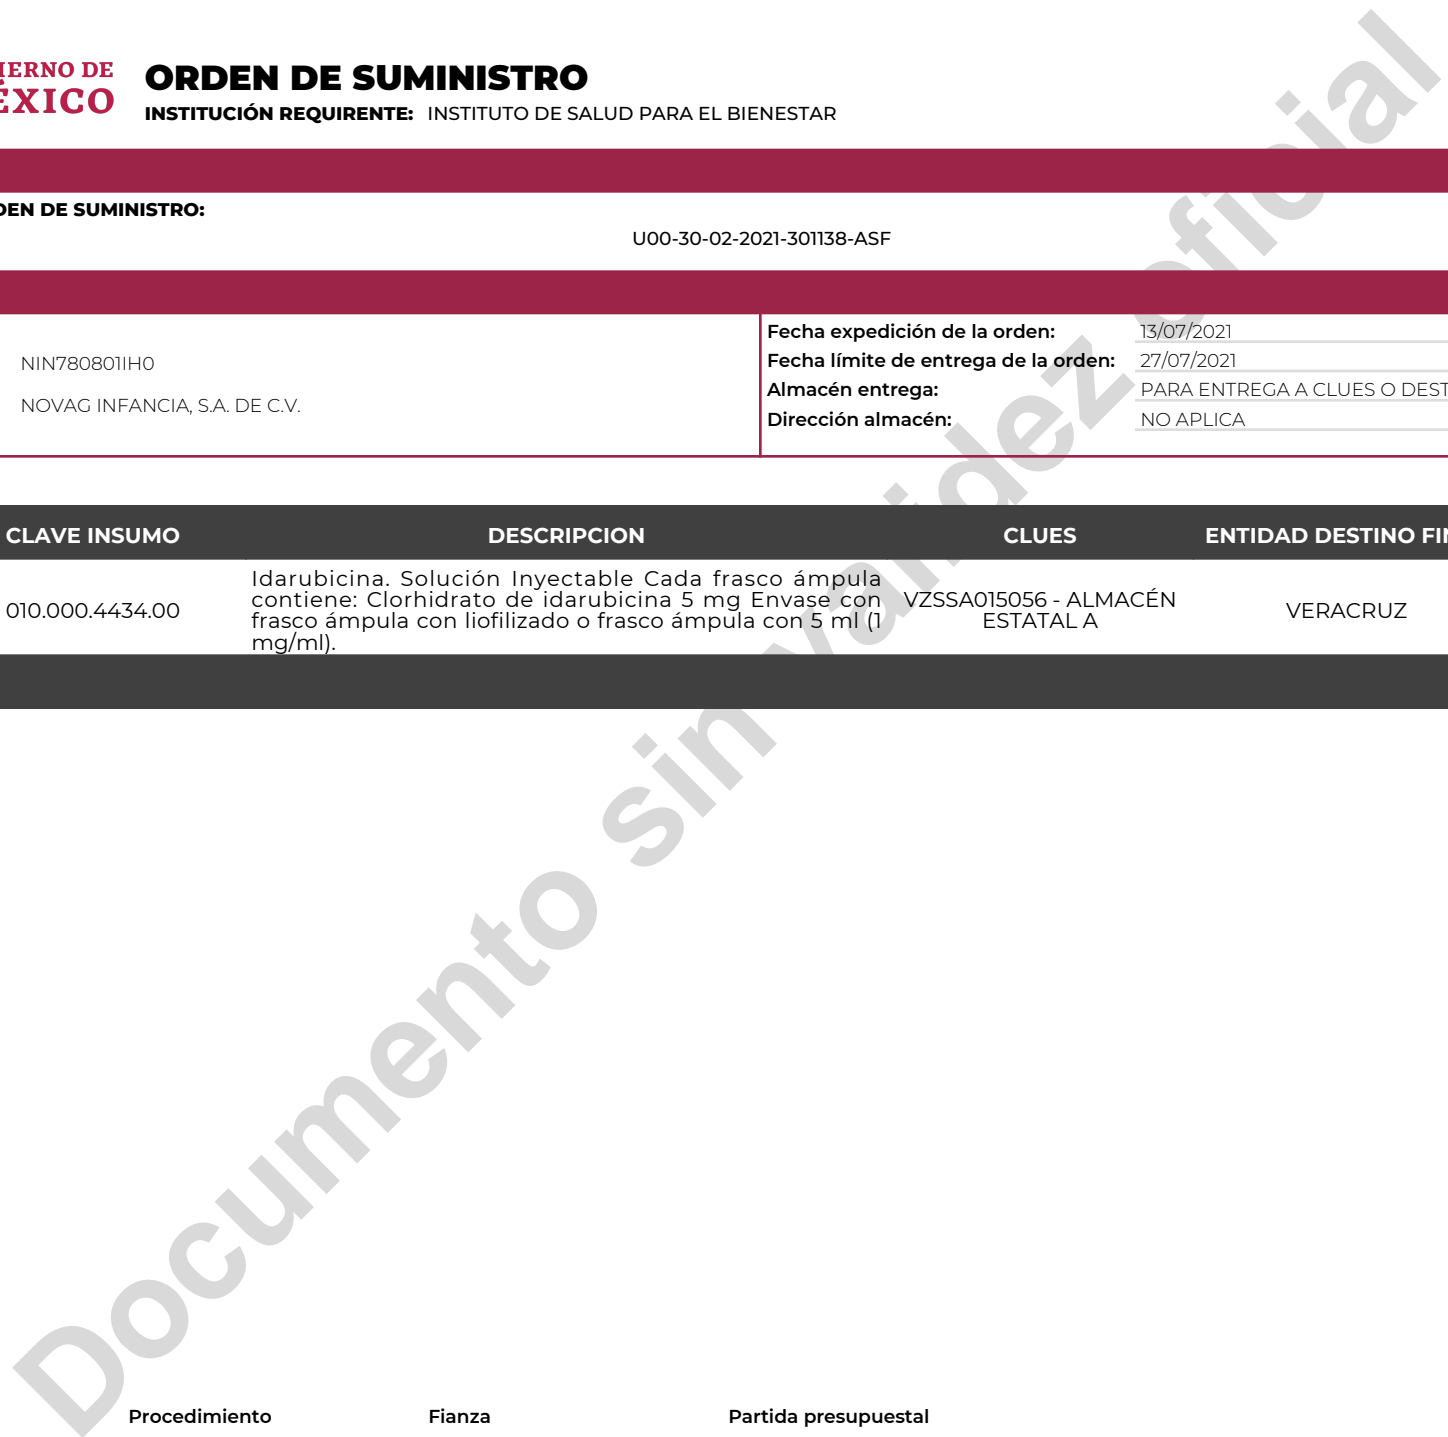 IERNO DE
ÉXICO
ORDEN DE SUMINISTRO
INSTITUCIÓN REQUIRENTE: INSTITUTO DE SALUD PARA EL BIENESTAR
DEN DE SUMINISTRO:
U00-30-02-2021-301138-ASF
NIN780801IH0
NOVAG INFANCIA, S.A. DE C.V.
Fecha expedición de la orden: 13/07/2021
Fecha límite de entrega de la orden: 27/07/2021
Almacén entrega: PARA ENTREGA A CLUES O DEST
Dirección almacén: NO APLICA
CLAVE INSUMO DESCRIPCION CLUES ENTIDAD DESTINO FIN
010.000.4434.00
Idarubicina. Solución Inyectable Cada frasco ámpula
contiene: Clorhidrato de idarubicina 5 mg Envase con
frasco ámpula con liofilizado o frasco ámpula con 5 ml (1
mg/ml).
VZSSA015056 - ALMACÉN
ESTATAL A
VERACRUZ
Documento sin validez oficial
Procedimiento Fianza Partida presupuestal